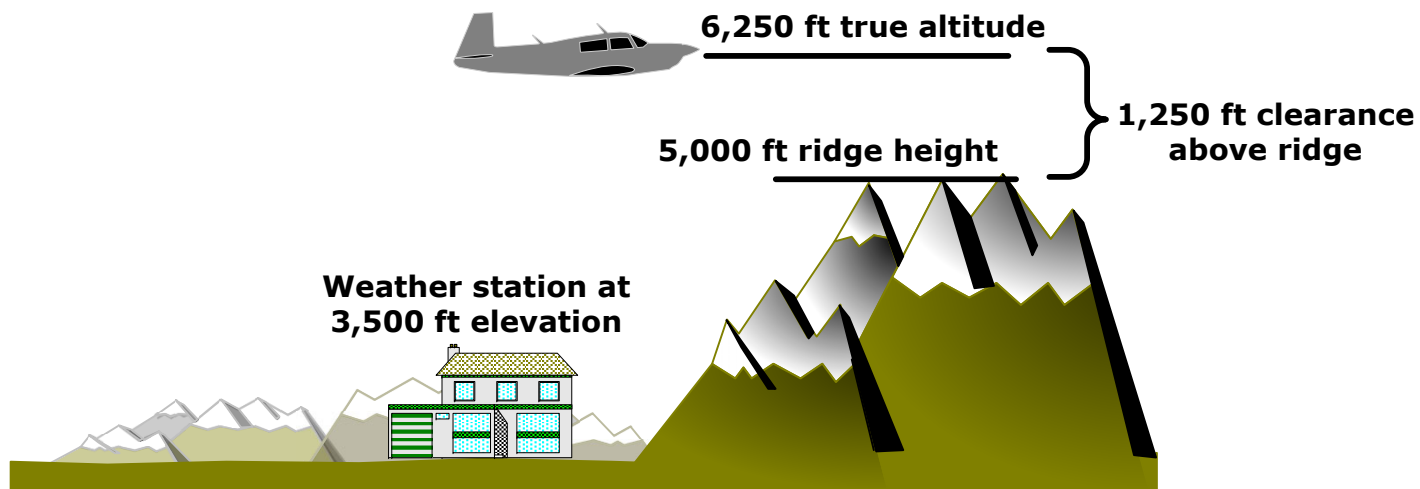 6,250 ft true altitude
1,250 ft clearance
above ridge
5,000 ft ridge height
Weather station at
3,500 ft elevation